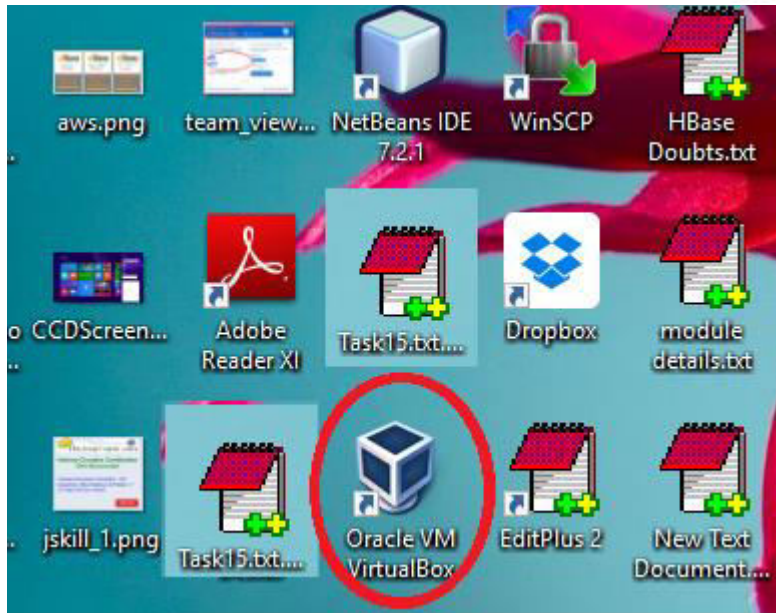 aws.png
team_view...
NetBeans IDE
7.2.1
WinSCP
HBase
Doubts.txt
CCDScreen...
Adobe
Reader XI
Task15.txt....
Dropbox
module
details.txt
jskill_1.png
Task15.txt....
Oracle VM
VirtualBox
EditPlus 2
New Text
Document....